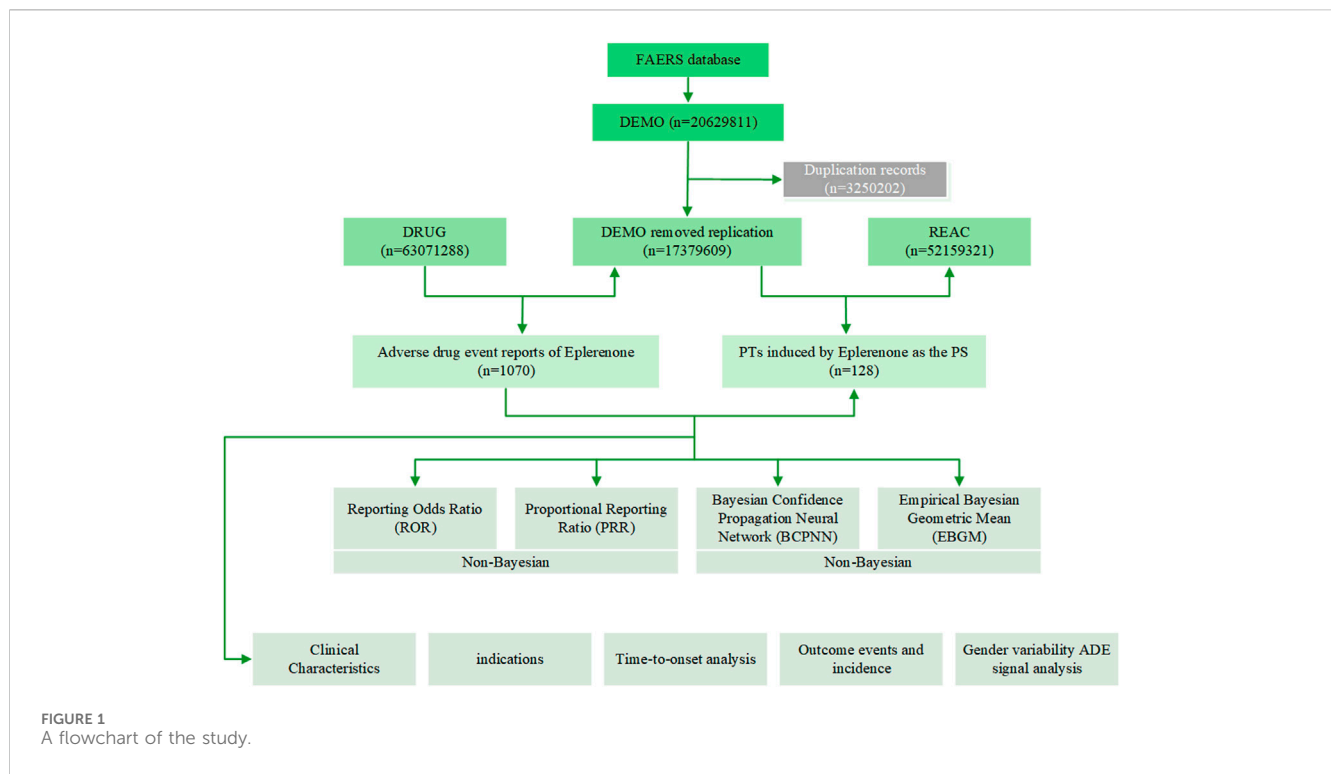 FAERS database
DEMO (n=20629811)
Duplication records
(n=3250202)
DRUG
(n=63071288)
DEMO removed replication
(n=17379609)
REAC
(n=52159321)
Adverse drug event reports of Eplerenone
(n=1070)
PTs induced by Eplerenone as the PS
(n=128)
Reporting Odds Ratio
(ROR)
Proportional Reporting
Ratio (PRR)
Bayesian Confidence
Propagation Neural
Network (BCPNN)
Empirical Bayesian
Geometric Mean
(EBGM)
Non-Bayesian
Non-Bayesian
Clinical
Characteristics
indications
Time-to-onset analysis
Outcome events and
incidence
Gender variability ADE
signal analysis
FIGURE 1
A flowchart of the study.